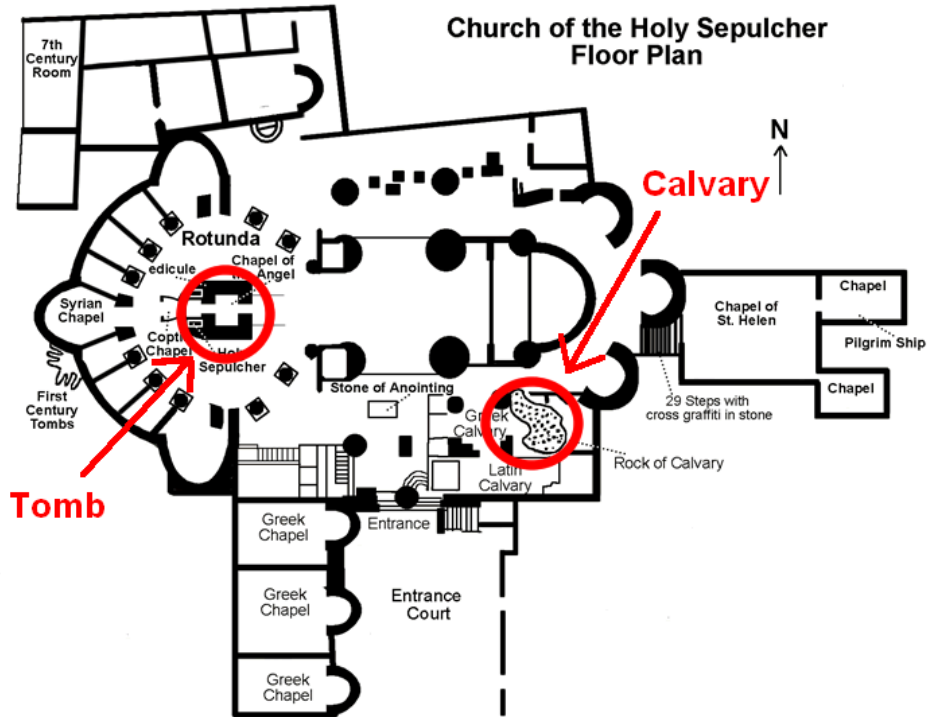 Church of the Holy Sepulcher
Floor Plan
7th
Century
Room
N
Calvary
Rotunda
edicule
Chapel of
Angel
Syrian
Chapel
Chapel of
St. Helen
Chapel
Pilgrim Ship
Chapel
Coptic
Chapel
Holy
Sepulcher
First
Century
Tombs
Stone of Anointing
29 Steps with
cross graffiti in stone
Greek
Calvary
Rock of Calvary
Latin
Calvary
Tomb
Entrance
Greek
Chapel
Greek
Chapel
Entrance
Court
Greek
Chapel